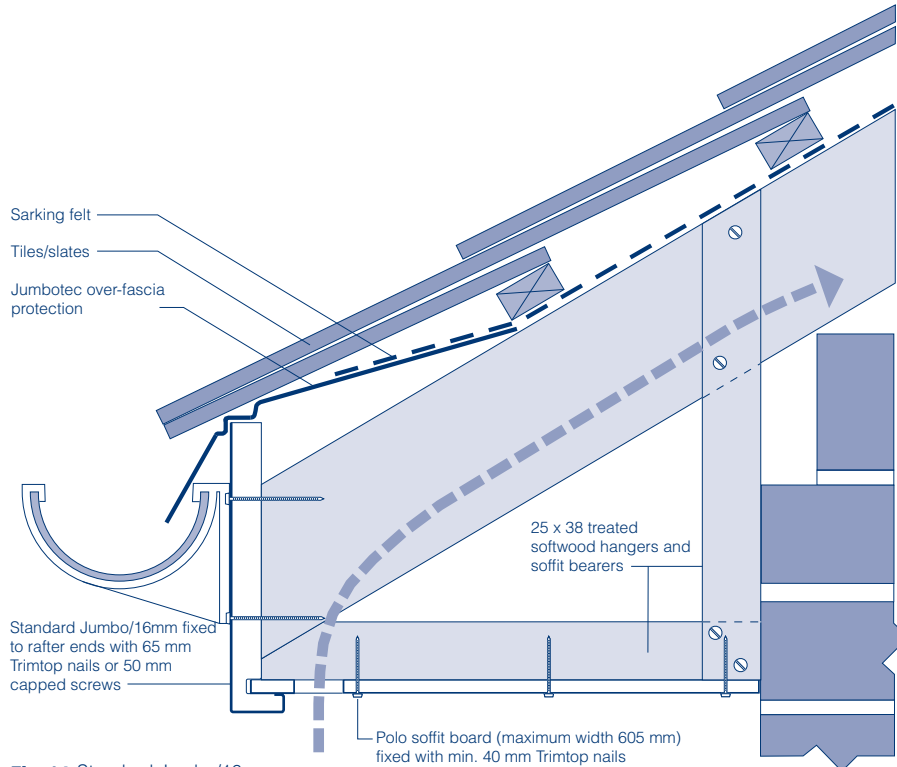 Sarking felt
Tiles/slates
Jumbotec over-fascia
protection
25 x 38 treated
softwood hangers and
soffit bearers
Standard Jumbo/16mm fixed
to rafter ends with 65 mm
Trimtop nails or 50 mm
capped screws
Polo soffit board (maximum width 605 mm)
fixed with min. 40 mm Trimtop nails